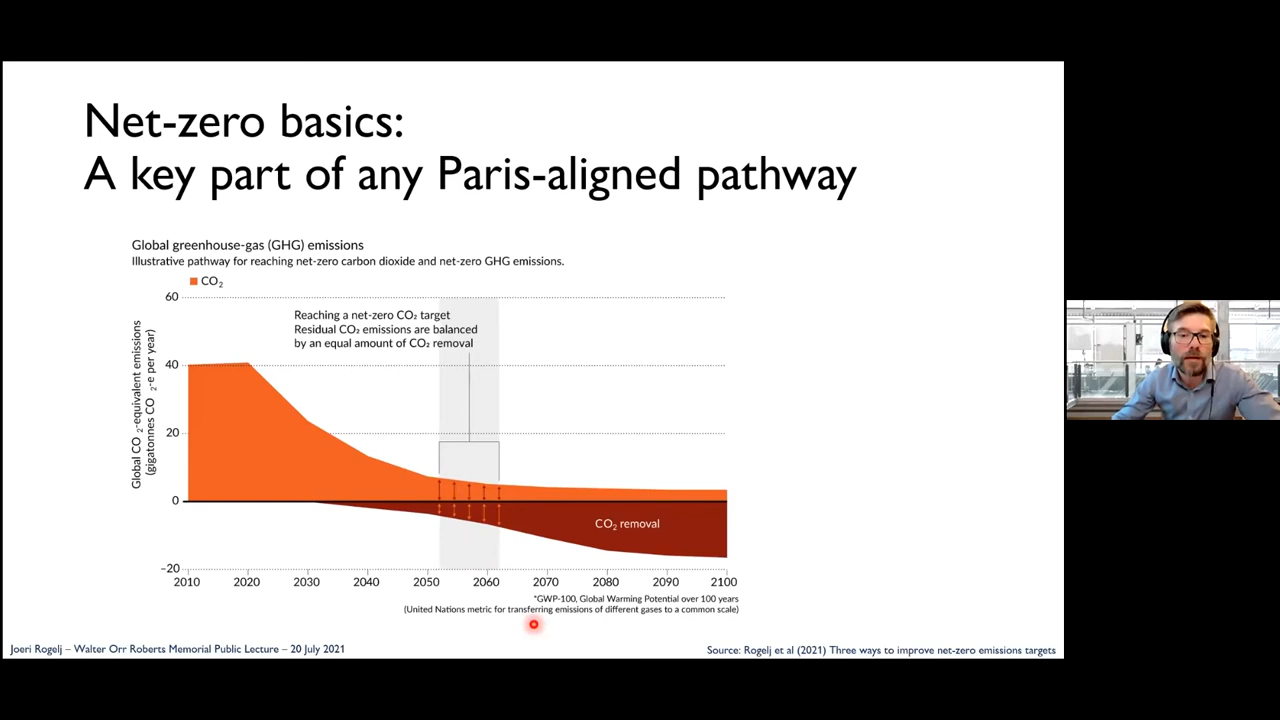 Net-zero basics:
A key part of any Paris-aligned pathway
Global greenhouse-gas (GHG) emissions
Illustrative pathway for reaching net-zero carbon dioxide and net-zero GHG emissions.
CO₂
60
40
20
0
–20
Global CO₂-equivalent emissions
(gigatonnes CO₂-e per year)
Reaching a net-zero CO₂ target
Residual CO₂ emissions are balanced
by an equal amount of CO₂ removal
CO₂ removal
2010 2020 2030 2040 2050 2060 2070 2080 2090 2100
*GWP-100, Global Warming Potential over 100 years
(United Nations metric for transferring emissions of different gases to a common scale)
Joeri Rogelj – Walter Orr Roberts Memorial Public Lecture – 20 July 2021
Source: Rogelj et al (2021) Three ways to improve net-zero emissions targets